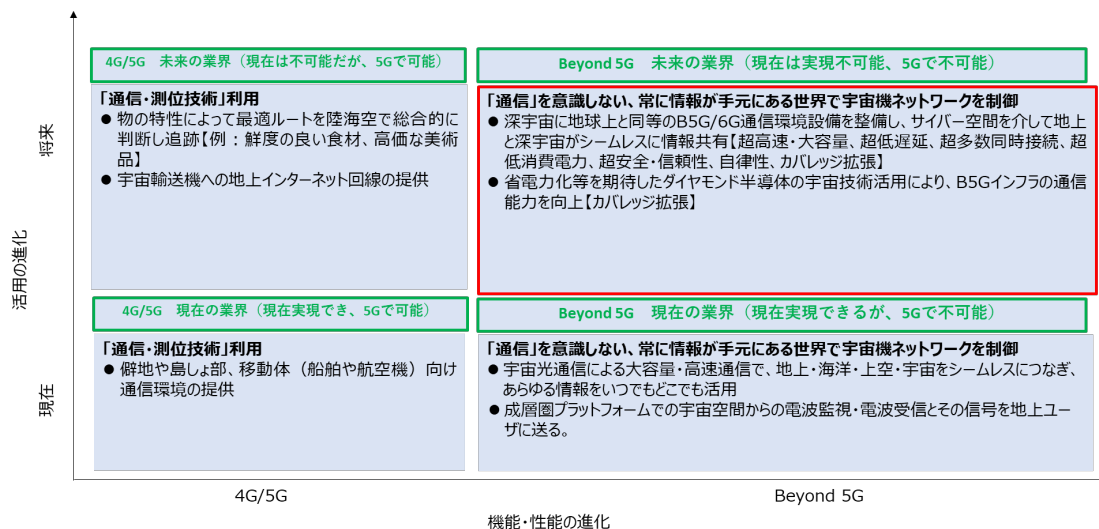 4G/5G　未来の業界（現在は不可能だが、5Gで可能）
「通信・測位技術」利用
● 物の特性によって最適ルートを陸海空で総合的に
判断し追跡【例：鮮度の良い食材、高価な美術
品】
● 宇宙輸送機への地上インターネット回線の提供
Beyond 5G　未来の業界（現在は実現不可能、5Gで不可能）
「通信」を意識しない、常に情報が手元にある世界で宇宙機ネットワークを制御
● 深宇宙に地球上と同等のB5G/6G通信環境設備を整備し、サイバー空間を介して地上
と深宇宙がシームレスに情報共有【超高速・大容量、超低遅延、超多数同時接続、超
低消費電力、超安全・信頼性、自律性、カバレッジ拡張】
● 省電力化等を期待したダイヤモンド半導体の宇宙技術活用により、B5Gインフラの通信
能力を向上【カバレッジ拡張】
4G/5G　現在の業界（現在実現でき、5Gで可能）
「通信・測位技術」利用
● 僻地や島しょ部、移動体（船舶や航空機）向け
通信環境の提供
Beyond 5G　現在の業界（現在実現できるが、5Gで不可能）
「通信」を意識しない、常に情報が手元にある世界で宇宙機ネットワークを制御
● 宇宙光通信による大容量・高速通信で、地上・海洋・上空・宇宙をシームレスにつなぎ、
あらゆる情報をいつでもどこでも活用
● 成層圏プラットフォームでの宇宙空間からの電波監視・電波受信とその信号を地上ユー
ザに送る。
将来
活用の進化
現在
4G/5G
Beyond 5G
機能・性能の進化